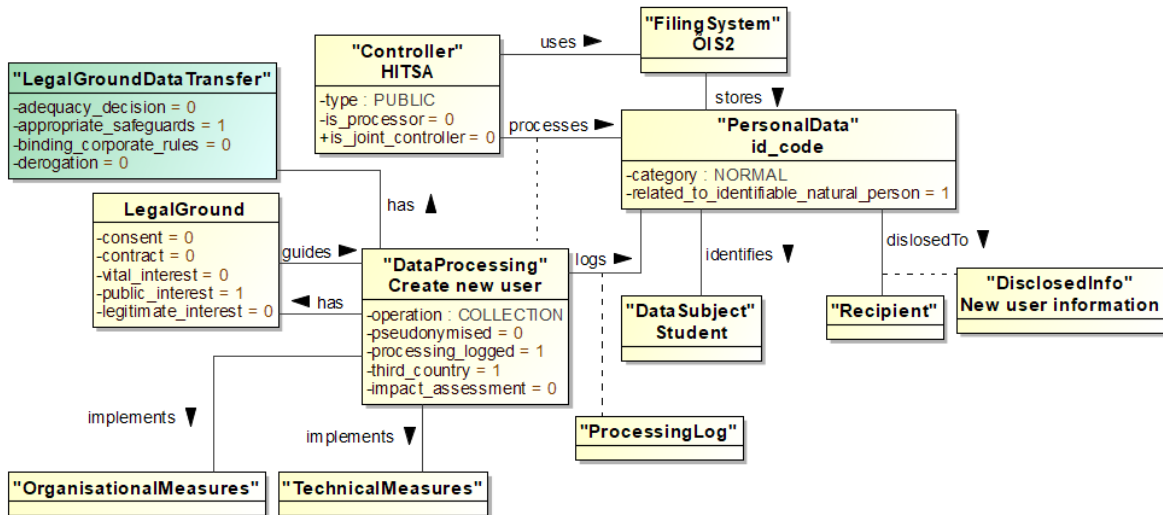 "FilingSystem"
ÕIS2
uses
"Controller"
HITSA
-type : PUBLIC
-is_processor = 0
+is_joint_controller = 0
"LegalGroundDataTransfer"
-adequacy_decision = 0
-appropriate_safeguards = 1
-binding_corporate_rules = 0
-derogation = 0
stores
processes
"PersonalData"
id_code
-category : NORMAL
-related_to_identifiable_natural_person = 1
has
LegalGround
-consent = 0
-contract = 0
-vital_interest = 0
-public_interest = 1
-legitimate_interest = 0
guides
has
"DataProcessing"
Create new user
-operation : COLLECTION
-pseudonymised = 0
-processing_logged = 1
-third_country = 1
-impact_assessment = 0
logs
identifies
dislosedTo
"DataSubject"
Student
"Recipient"
"DisclosedInfo"
New user information
implements
implements
"ProcessingLog"
"OrganisationalMeasures"
"TechnicalMeasures"